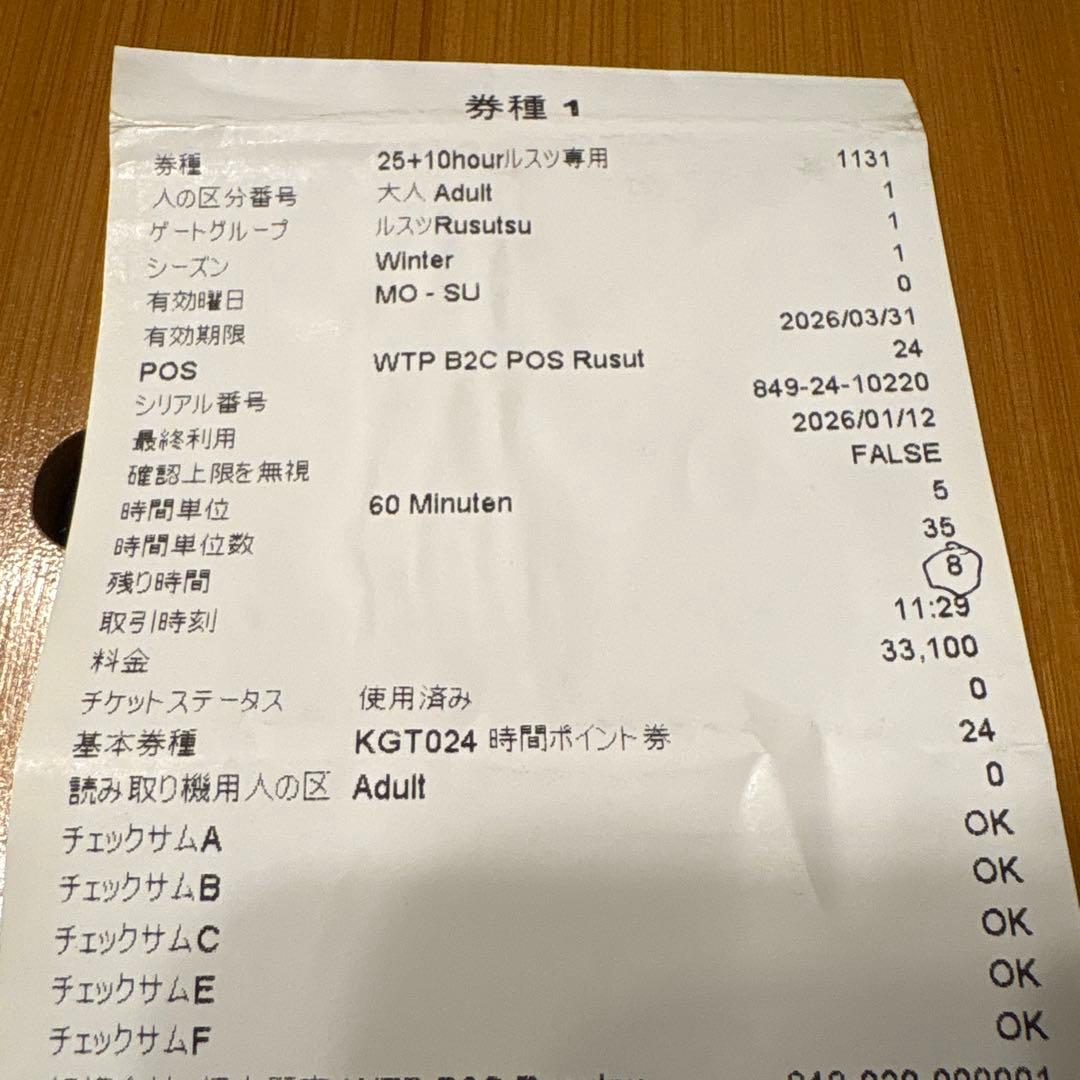 券種 1
券種 25+10hourルスツ専用 1131
人の区分番号 大人 Adult 1
ゲートグループ ルスツRusutsu 1
シーズン Winter 1
有効曜日 MO - SU 0
有効期限 2026/03/31
POS WTP B2C POS Rusut 24
シリアル番号 849-24-10220
最終利用 2026/01/12
確認上限を無視 FALSE
時間単位 60 Minuten 5
時間単位数 35
残り時間 8
取引時刻 11:29
料金 33,100
チケットステータス 使用済み 0
基本券種 KGT024 時間ポイント券 24
読み取り機用人の区 Adult 0
チェックサムA OK
チェックサムB OK
チェックサムC OK
チェックサムE OK
チェックサムF OK